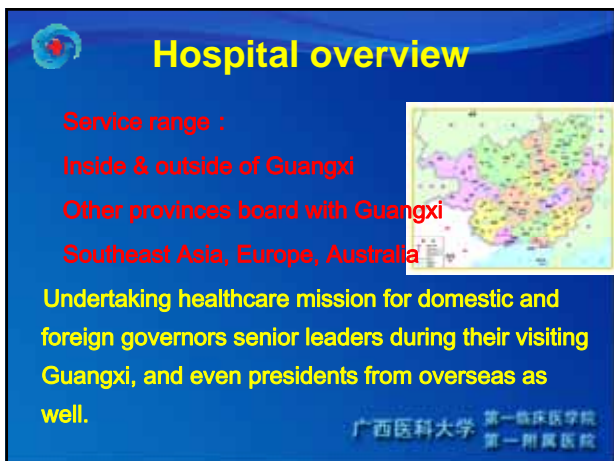 Hospital overview
Service range：
Inside & outside of Guangxi
Other provinces board with Guangxi
Southeast Asia, Europe, Australia
Undertaking healthcare mission for domestic and
foreign governors senior leaders during their visiting
Guangxi, and even presidents from overseas as
well.
广西医科大学 第一临床医学院
第一附属医院